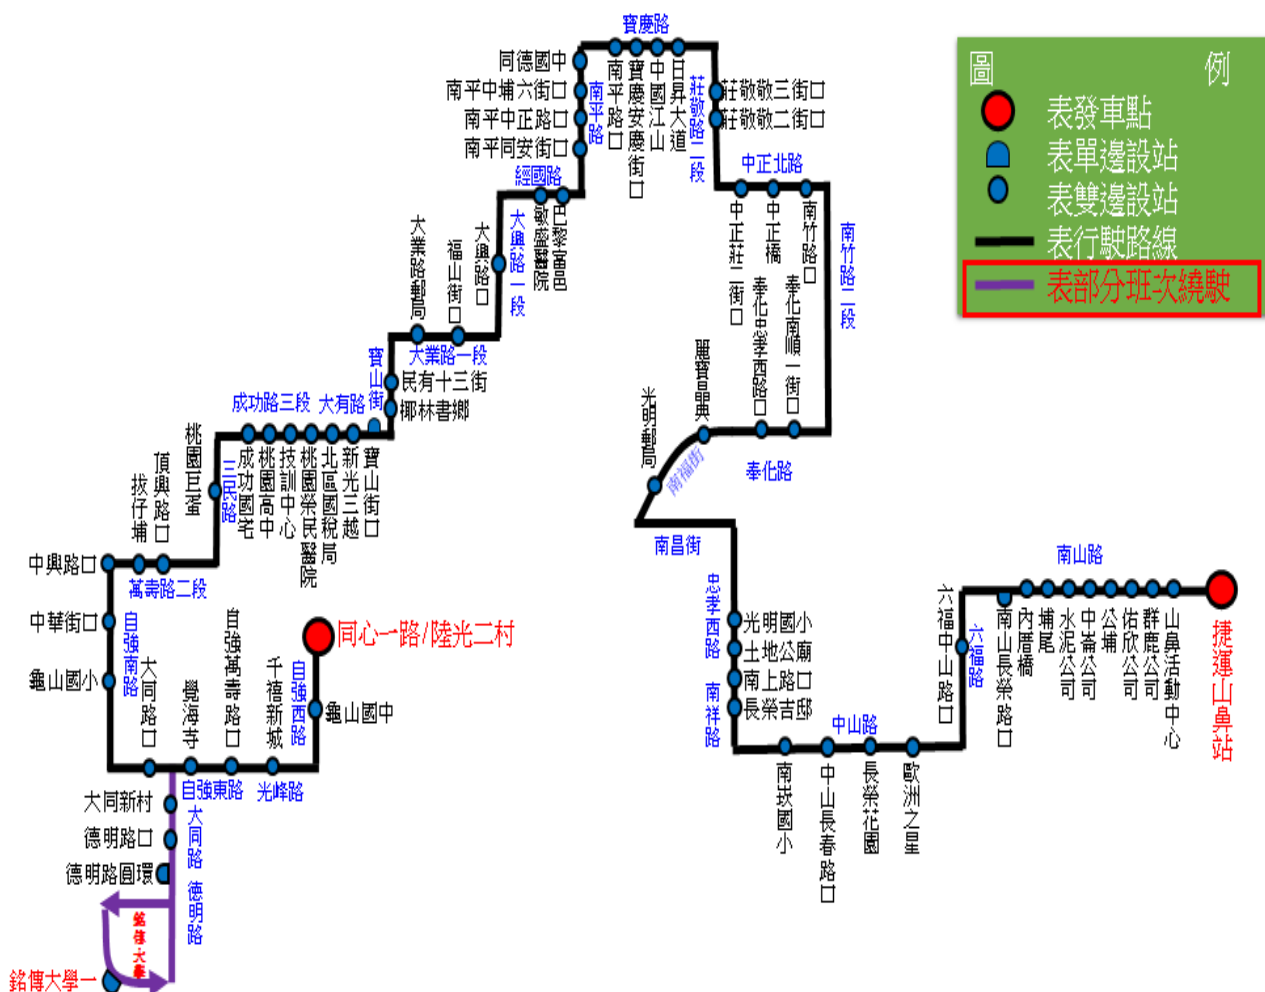 圖 例
表發車點
表單邊設站
表雙邊設站
表行駛路線
表部分班次繞駛
寶慶路
同德國中
南平中埔六街口
南平中正路口
南平同安街口
南平路
南平路口
寶慶安慶街口
中國江山
日昇大道
莊敬路二段
莊敬敬三街口
莊敬敬二街口
中正北路
中正莊二街口
中正橋
南竹路口
南竹路二段
經國路
敏盛醫院
巴黎富邑
大興路一段
大興路口
福山街口
大業路郵局
大業路一段
寶山街
民有十三街
椰林書鄉
成功路三段
大有路
成功國宅
桃園高中
技訓中心
桃園榮民醫院
北區國稅局
新光三越
寶山街口
三民路
桃園巨蛋
頂興路口
拔仔埔
萬壽路二段
中興路口
中華街口
龜山國小
自強南路
大同路口
覺海寺
自強萬壽路口
千禧新城
自強東路
光峰路
自強西路
龜山國中
同心一路/陸光二村
大同新村
德明路口
德明路圓環
大同路
德明路
銘傳大學
銘傳大學一
奉化忠孝西路口
奉化南順一街口
奉化路
麗寶晶典
光明郵局
南福街
南昌街
忠孝西路
光明國小
土地公廟
南上路口
長榮吉邸
南祥路
中山路
南崁國小
中山長春路口
長榮花園
歐洲之星
六福中山路口
六福路
南山路
南山長榮路口
內厝橋
埔尾
水泥公司
中崙公司
公埔
佑欣公司
群鹿公司
山鼻活動中心
捷運山鼻站